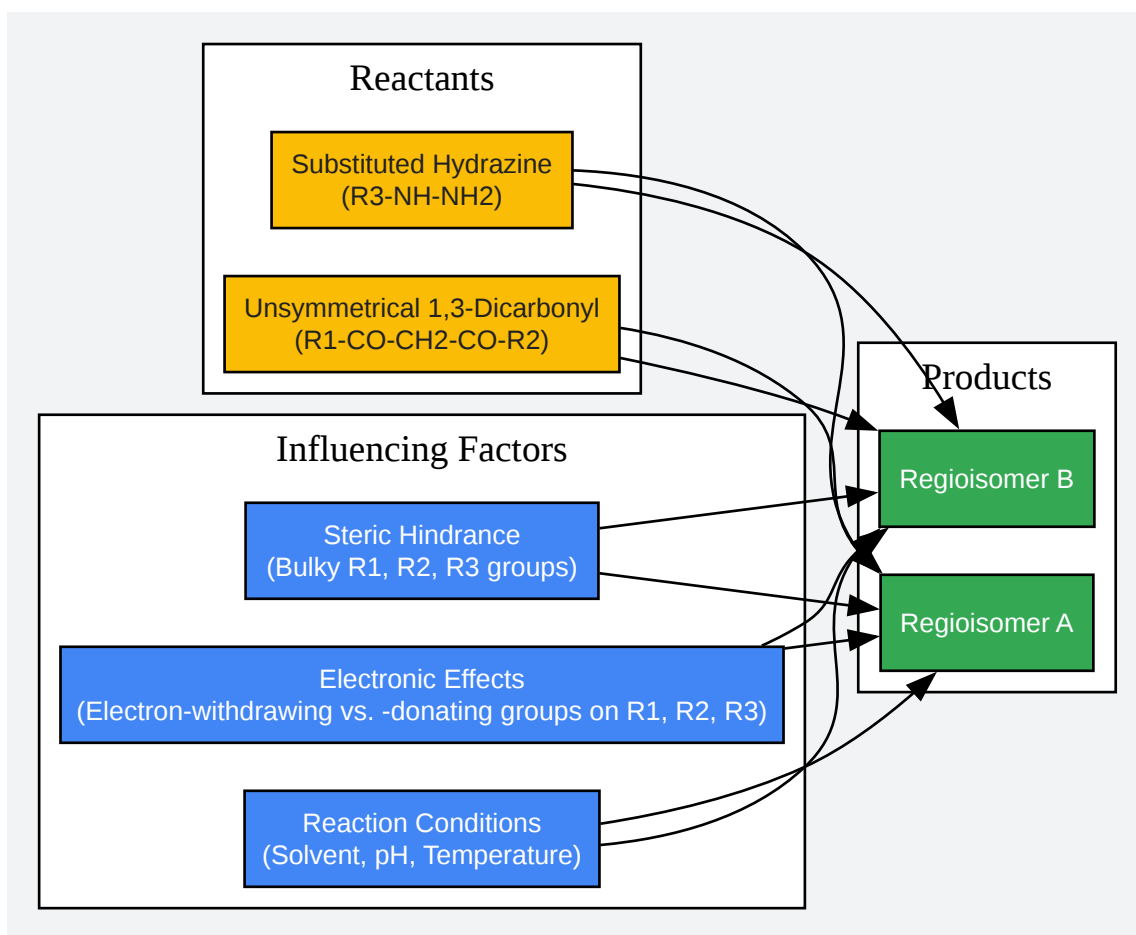 Reactants
Substituted Hydrazine
(R3-NH-NH2)
Unsymmetrical 1,3-Dicarbonyl
(R1-CO-CH2-CO-R2)
Influencing Factors
Steric Hindrance
(Bulky R1, R2, R3 groups)
Electronic Effects
(Electron-withdrawing vs. -donating groups on R1, R2, R3)
Reaction Conditions
(Solvent, pH, Temperature)
Products
Regioisomer B
Regioisomer A